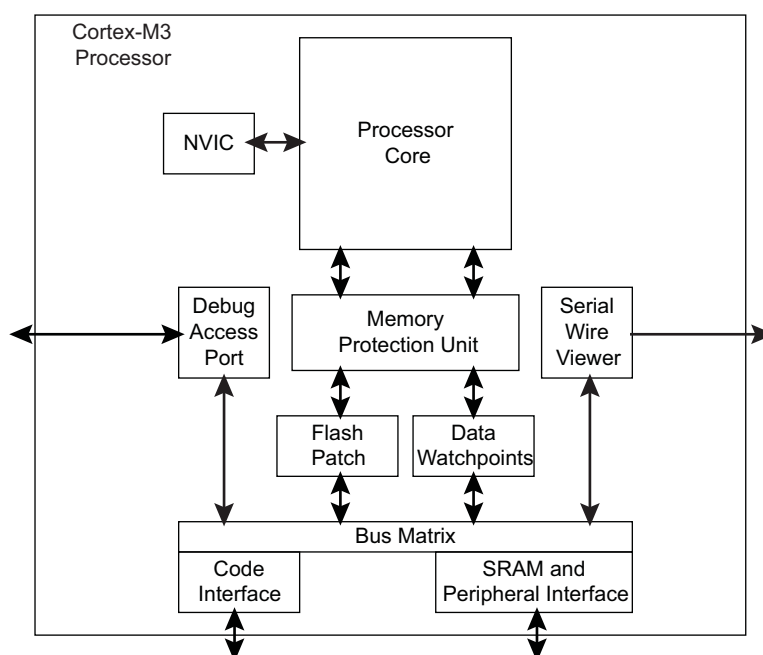 Cortex-M3
Processor
NVIC
Processor
Core
Debug
Access
Port
Memory
Protection Unit
Serial
Wire
Viewer
Flash
Patch
Data
Watchpoints
Bus Matrix
Code
Interface
SRAM and
Peripheral Interface